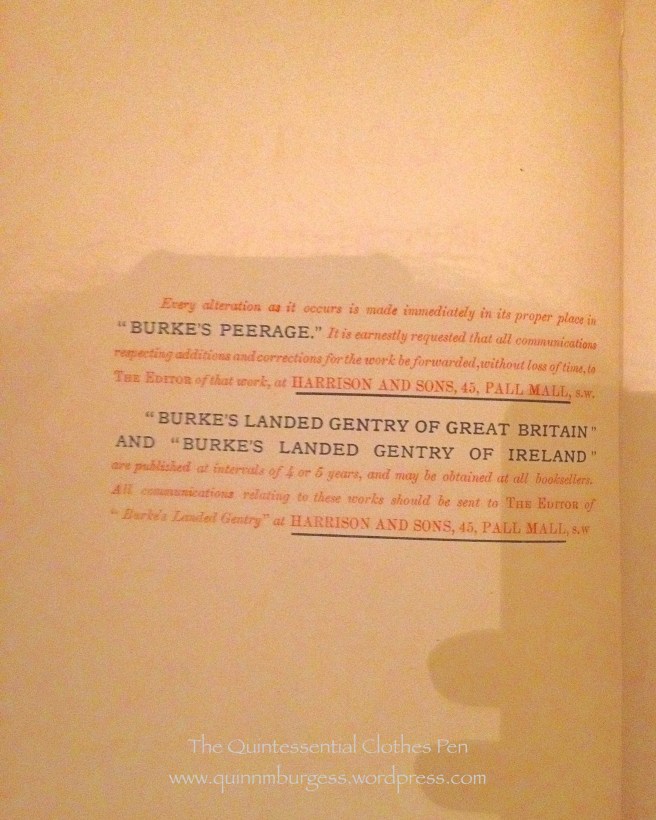 Every alteration as it occurs is made immediately in its proper place in
"BURKE'S PEERAGE." It is earnestly requested that all communications
respecting additions and corrections for the work be forwarded, without loss of time, to
THE EDITOR of that work, at HARRISON AND SONS, 45, PALL MALL, S.W.
"BURKE'S LANDED GENTRY OF GREAT BRITAIN"
AND "BURKE'S LANDED GENTRY OF IRELAND"
are published at intervals of 4 or 5 years, and may be obtained at all booksellers.
All communications relating to these works should be sent to THE EDITOR of
"Burke's Landed Gentry" at HARRISON AND SONS, 45, PALL MALL, S.W
The Quintessential Clothes Pen
www.quinnmburgess.wordpress.com